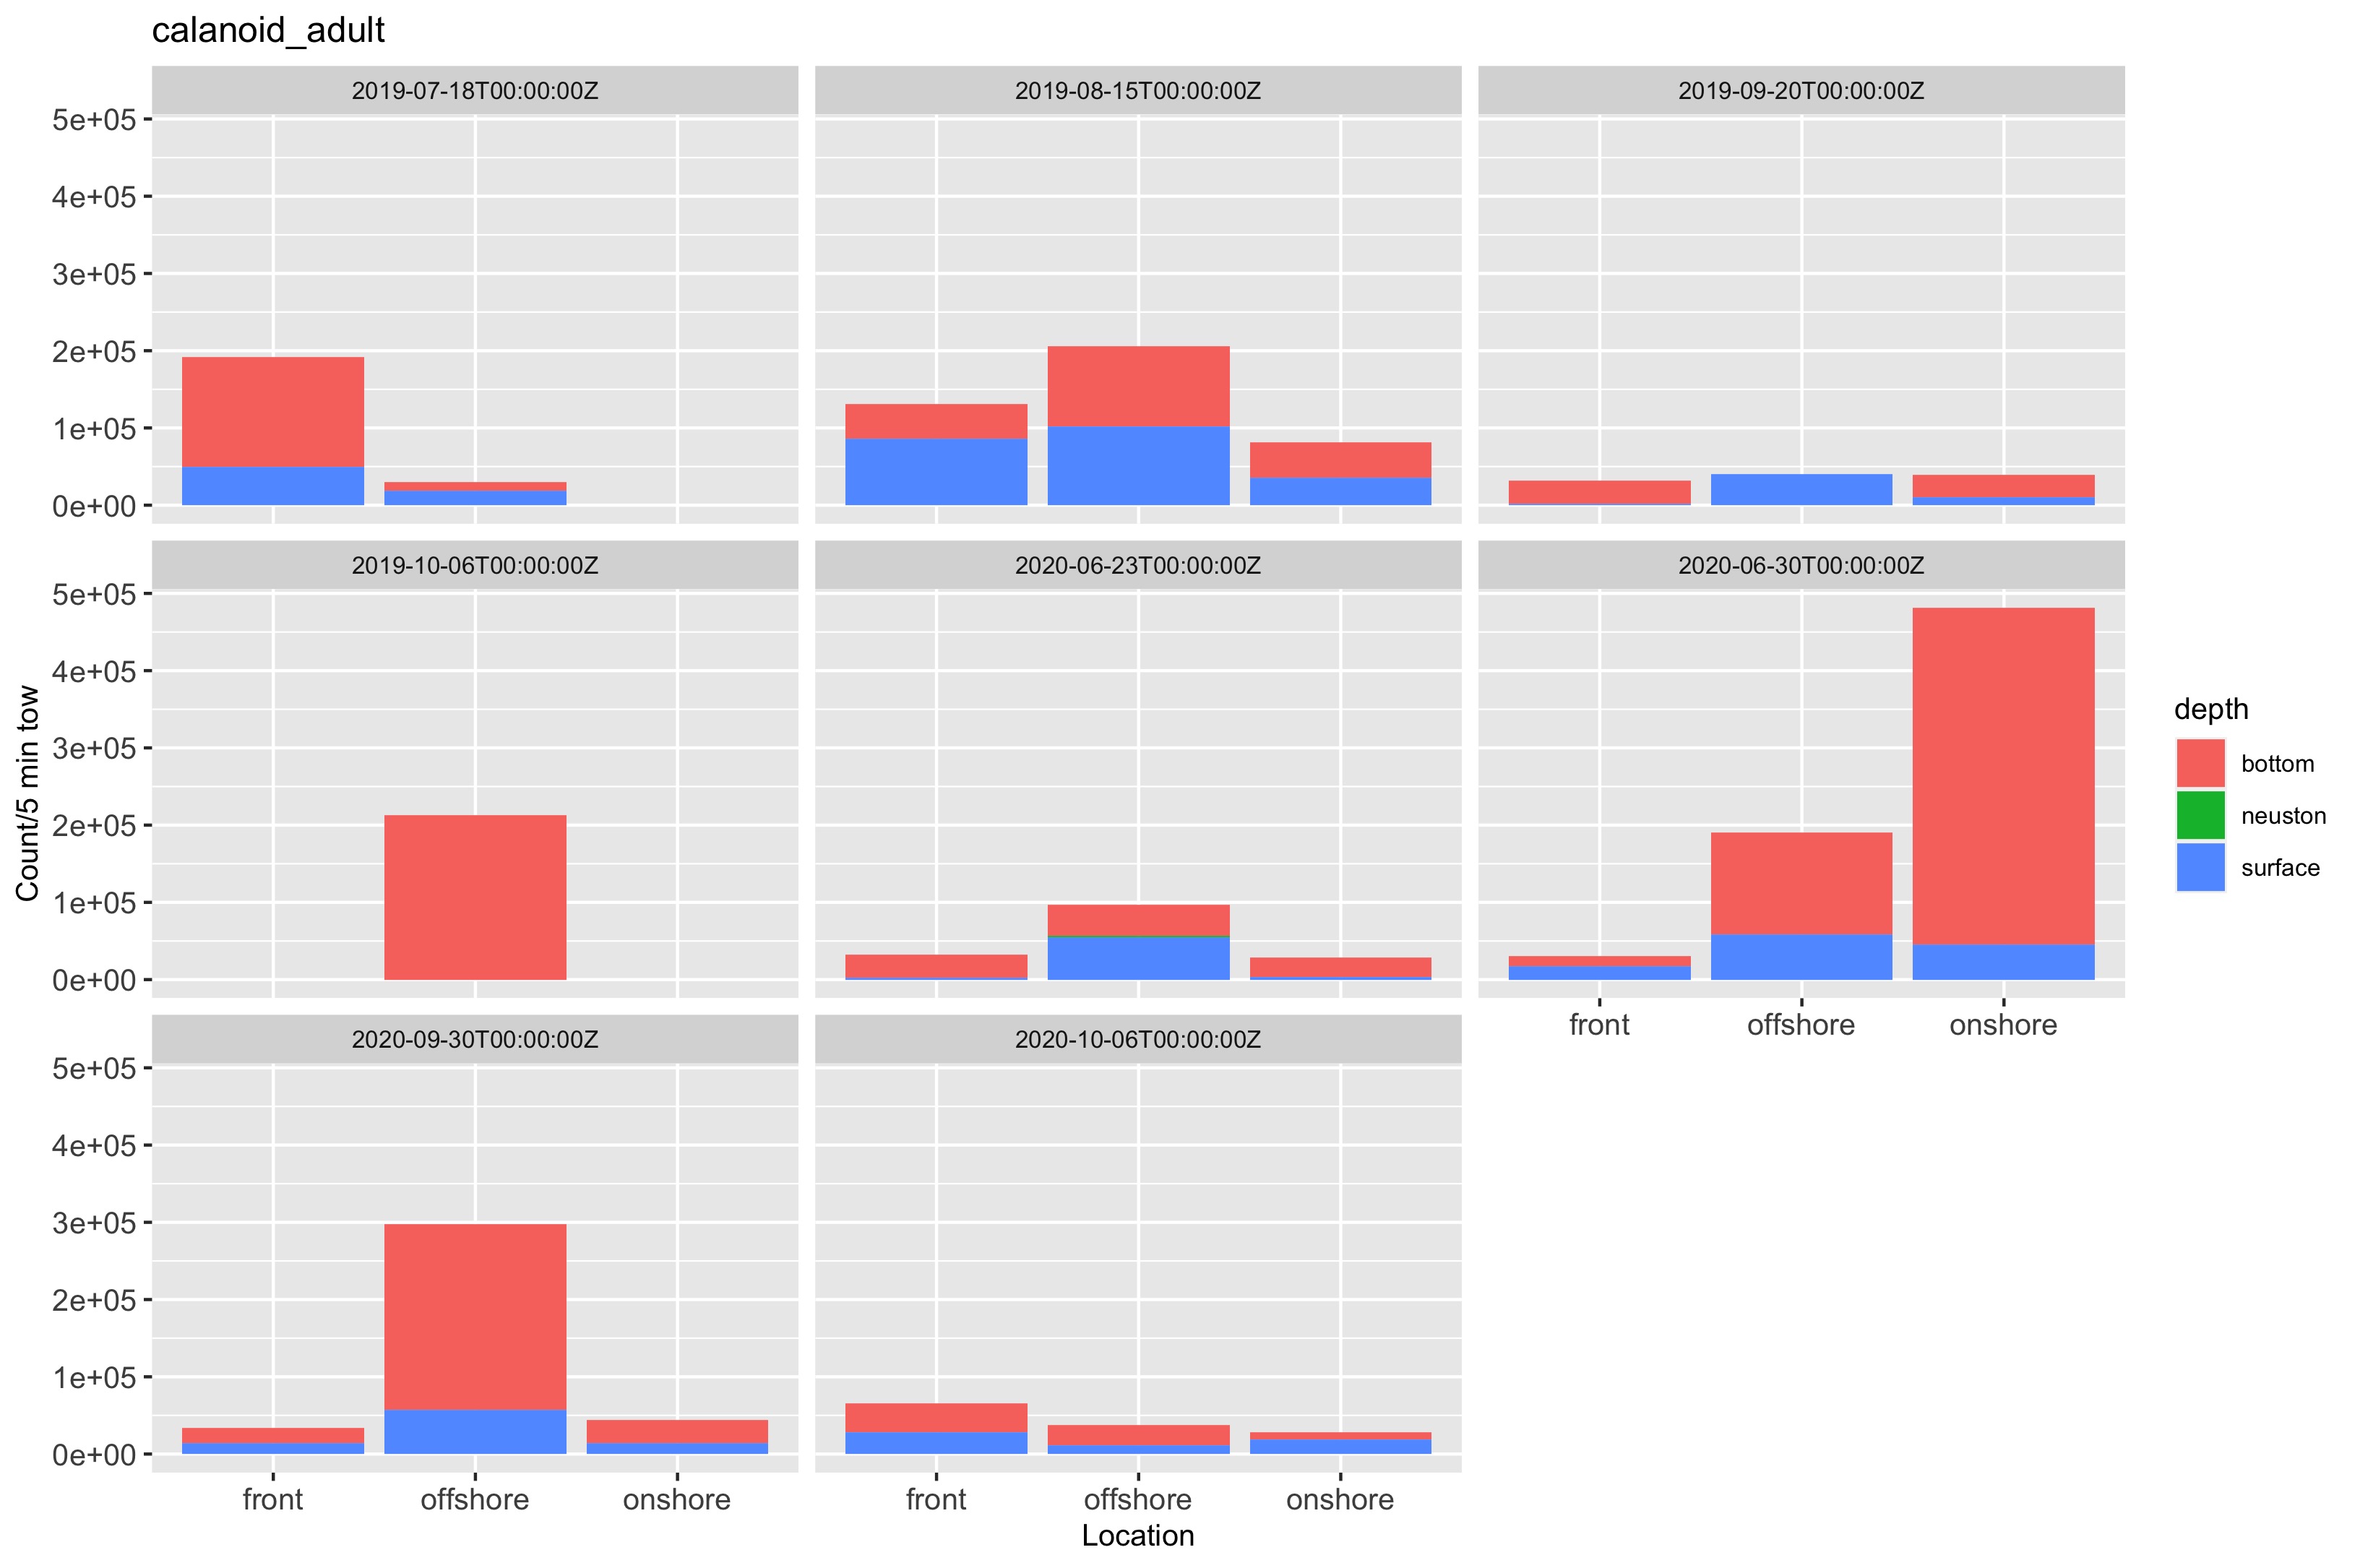 calanoid_adult
2019-07-18T00:00:00Z
2019-08-15T00:00:00Z
2019-09-20T00:00:00Z
5e+05
4e+05
3e+05
2e+05
1e+05
0e+00
2019-10-06T00:00:00Z
2020-06-23T00:00:00Z
2020-06-30T00:00:00Z
5e+05
4e+05
3e+05
2e+05
1e+05
0e+00
front offshore onshore
2020-09-30T00:00:00Z
2020-10-06T00:00:00Z
5e+05
4e+05
3e+05
2e+05
1e+05
0e+00
front offshore onshore
front offshore onshore
Location
Count/5 min tow
depth
bottom
neuston
surface